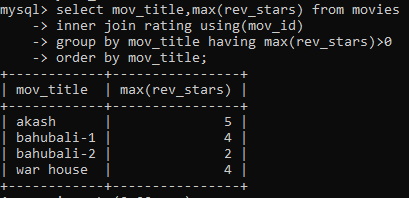 mysql> select mov_title,max(rev_stars) from movies
    -> inner join rating using(mov_id)
    -> group by mov_title having max(rev_stars)>0
    -> order by mov_title;
+------------+----------------+
| mov_title  | max(rev_stars) |
+------------+----------------+
| akash      |              5 |
| bahubali-1 |              4 |
| bahubali-2 |              2 |
| war house  |              4 |
+------------+----------------+